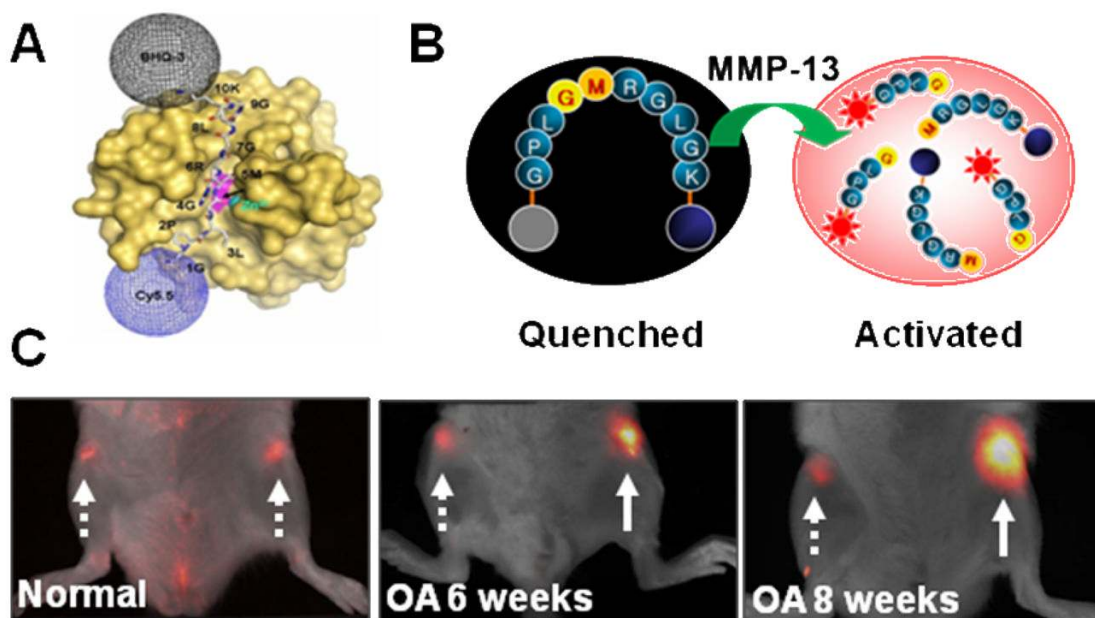 A
BHQ-3
10K
9G
8L
7G
6R
5M
4G
2P
3L
1G
Cy5.5
B
MMP-13
G P L G M R G L G K
G P L G
M R G L G K
G P L G
G P L G
M R G L G K
Quenched
Activated
C
Normal
OA 6 weeks
OA 8 weeks